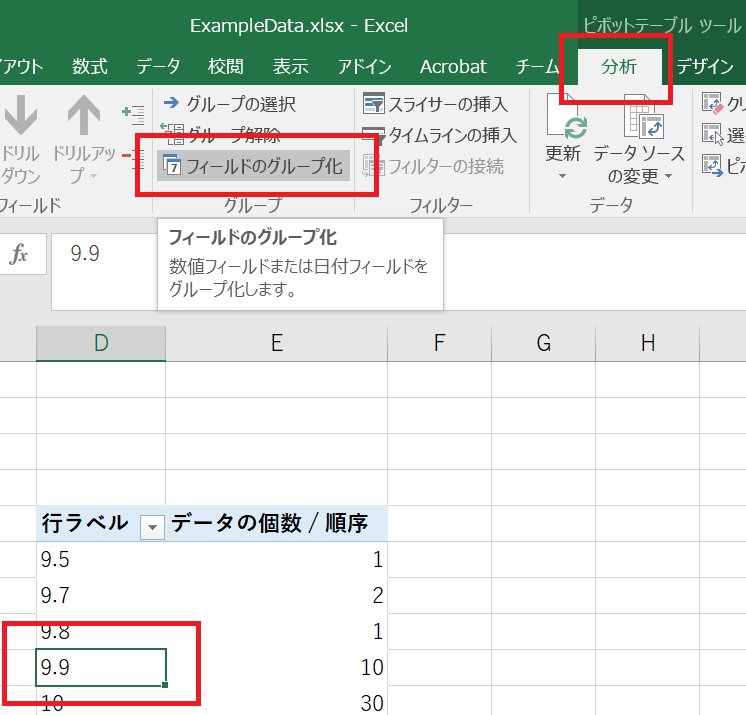 ExampleData.xlsx - Excel
ピボットテーブル ツール
アウト 数式 データ 校閲 表示 アドイン Acrobat チーム 分析 デザイン
グループの選択
グループ解除
フィールドのグループ化
ドリル
ダウン
ドリルアッ
プ
フィールド
グループ
スライサーの挿入
タイムラインの挿入
フィルターの接続
フィルター
更新
データ ソース
の変更
データ
クリ
選
ピボ
fx 9.9
フィールドのグループ化
数値フィールドまたは日付フィールドを
グループ化します。
D E F G H
行ラベル データの個数 / 順序
9.5 1
9.7 2
9.8 1
9.9 10
10 30